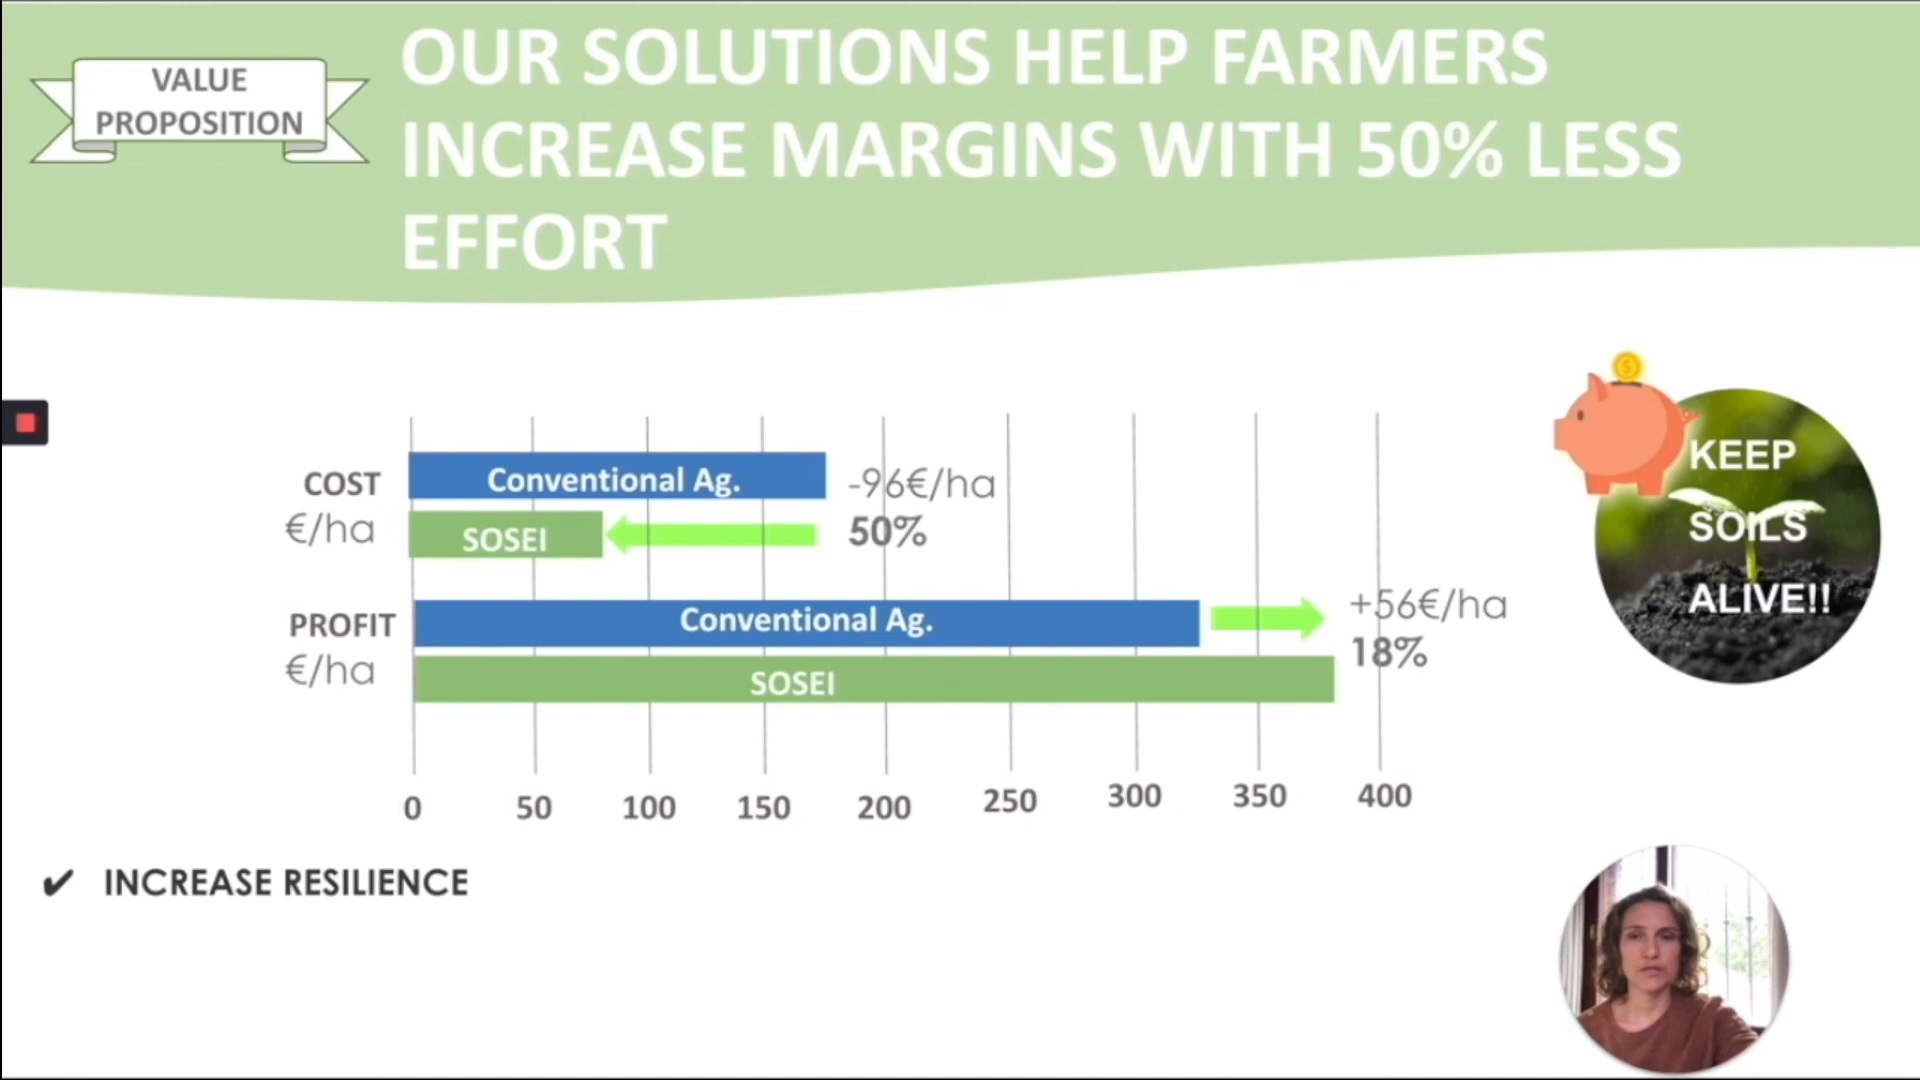 VALUE
PROPOSITION
OUR SOLUTIONS HELP FARMERS
INCREASE MARGINS WITH 50% LESS
EFFORT
COST
€/ha
Conventional Ag.
SOSEI
-96€/ha
50%
PROFIT
€/ha
Conventional Ag.
SOSEI
+56€/ha
18%
0 50 100 150 200 250 300 350 400
$
KEEP
SOILS
ALIVE!!
✔ INCREASE RESILIENCE